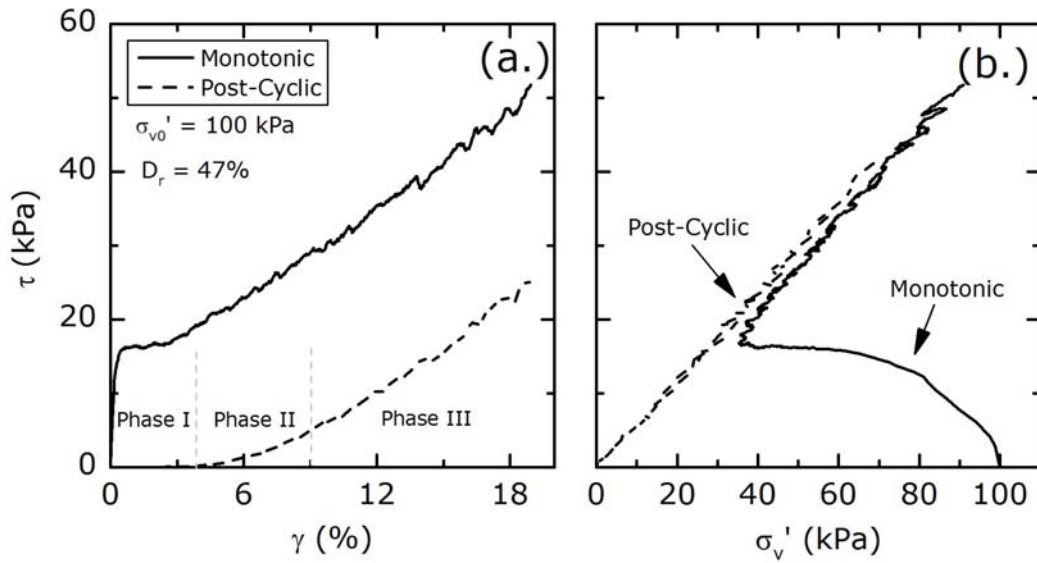 60
40
20
0
τ (kPa)
Monotonic
Post-Cyclic
σv0' = 100 kPa
Dr = 47%
(a.)
Phase I
Phase II
Phase III
0
6
12
18
γ (%)
(b.)
Post-Cyclic
Monotonic
0
20
40
60
80
100
σv' (kPa)